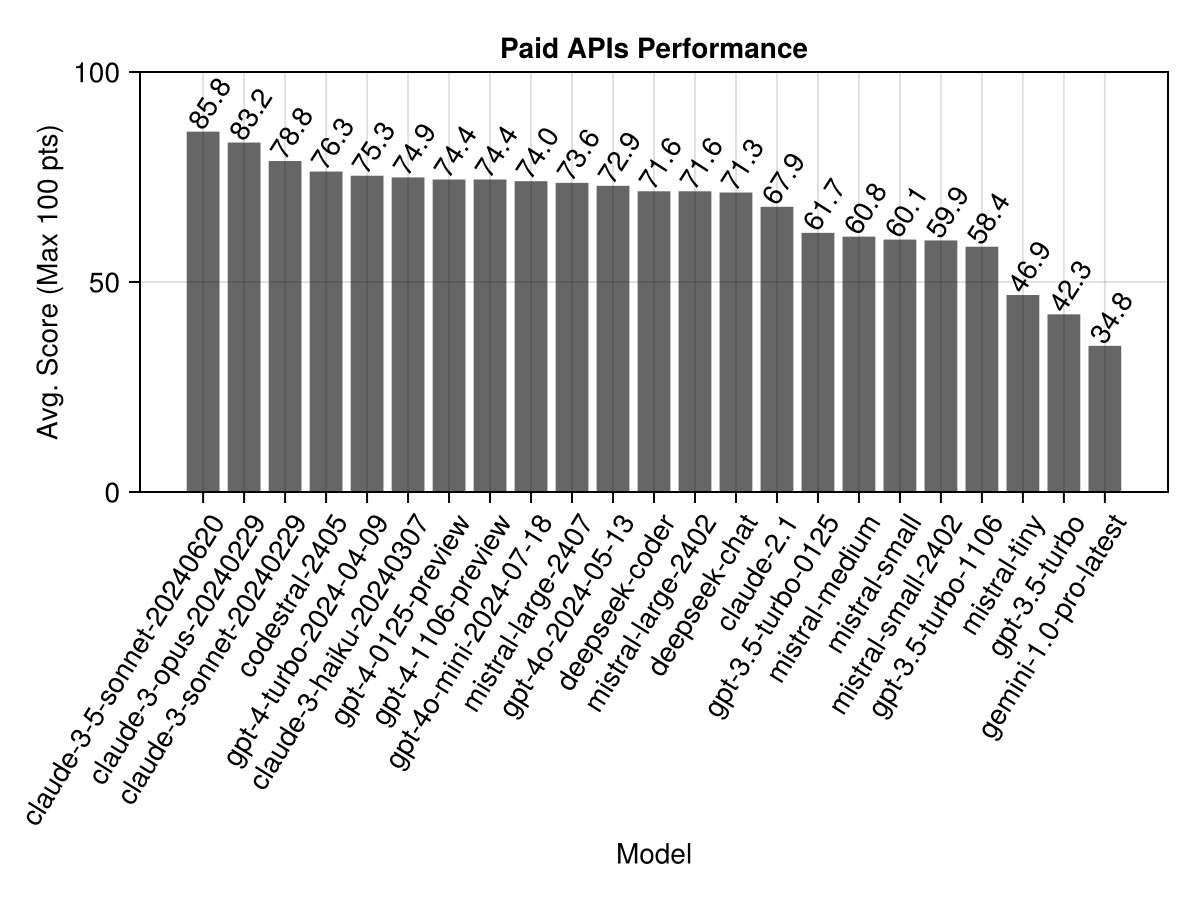 Paid APIs Performance
Avg. Score (Max 100 pts)
100
50
0
85.8
83.2
78.8
76.3
75.3
74.9
74.4
74.4
74.0
73.6
72.9
71.6
71.6
71.3
67.9
61.7
60.8
60.1
59.9
58.4
46.9
42.3
34.8
claude-3-5-sonnet-20240620
claude-3-opus-20240229
claude-3-sonnet-20240229
codestral-2405
gpt-4-turbo-2024-04-09
claude-3-haiku-20240307
gpt-4-0125-preview
gpt-4-1106-preview
gpt-4o-mini-2024-07-18
mistral-large-2407
gpt-4o-2024-05-13
deepseek-coder
mistral-large-2402
deepseek-chat
claude-2.1
gpt-3.5-turbo-0125
mistral-medium
mistral-small
mistral-small-2402
gpt-3.5-turbo-1106
mistral-tiny
gpt-3.5-turbo
gemini-1.0-pro-latest
Model